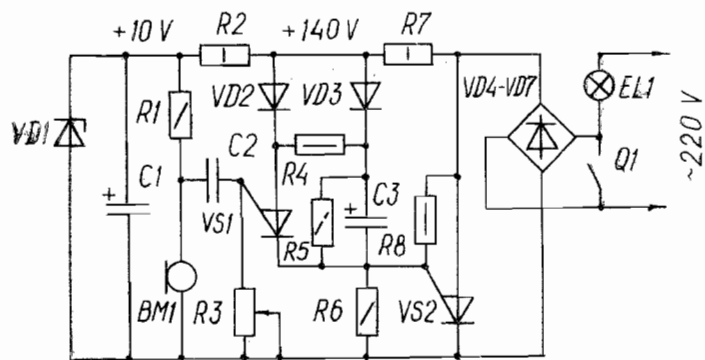 +10 V
R2
+140 V
R7
VD2
VD3
VD4-VD7
EL1
R1
VD1
C2
R4
~220 V
Q1
C1
+
VS1
C3
+
R5
R8
BM1
R3
R6
VS2